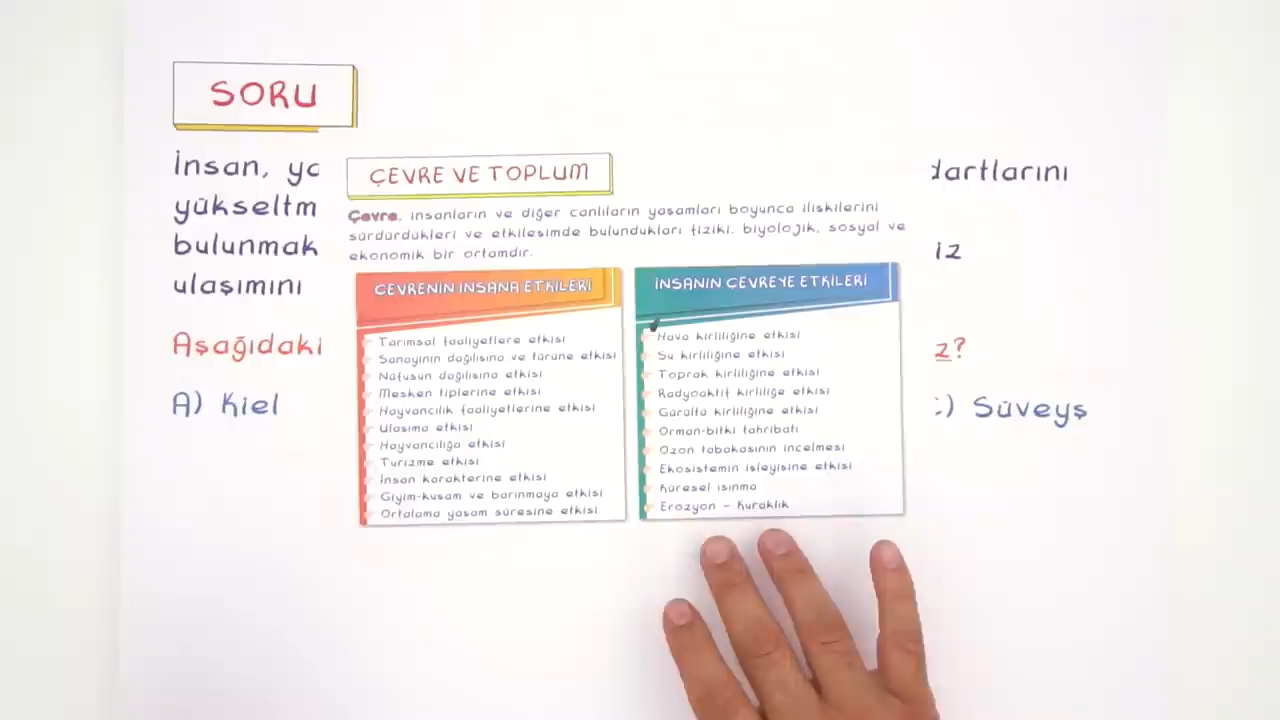 SORU
İnsan,
dartlarını
yükseltm
bulunmak
iz
ulaşımını
Aşağıdaki
z?
A) Kiel
:) Süveyş
ÇEVRE VE TOPLUM
Çevre, insanların ve diğer canlıların yaşamları boyunca ilişkilerini
sürdürdükleri ve etkileşimde bulundukları fiziki, biyolojik, sosyal ve
ekonomik bir ortamdır.
ÇEVRENİN İNSANA ETKİLERİ
Tarımsal faaliyetlere etkisi
Sanayinin dağılışına ve türüne etkisi
Nüfusun dağılışına etkisi
Mesken tiplerine etkisi
Hayvancılık faaliyetlerine etkisi
Ulaşıma etkisi
Hayvancılığa etkisi
Turizme etkisi
İnsan karakterine etkisi
Giyim-kuşam ve barınmaya etkisi
Ortalama yaşam süresine etkisi
İNSANIN ÇEVREYE ETKİLERİ
Hava kirliliğine etkisi
Su kirliliğine etkisi
Toprak kirliliğine etkisi
Radyoaktif kirliliğe etkisi
Gürültü kirliliğine etkisi
Orman-bitki tahribatı
Ozon tabakasının incelmesi
Ekosistemin işleyişine etkisi
Küresel ısınma
Erozyon - Kuraklık